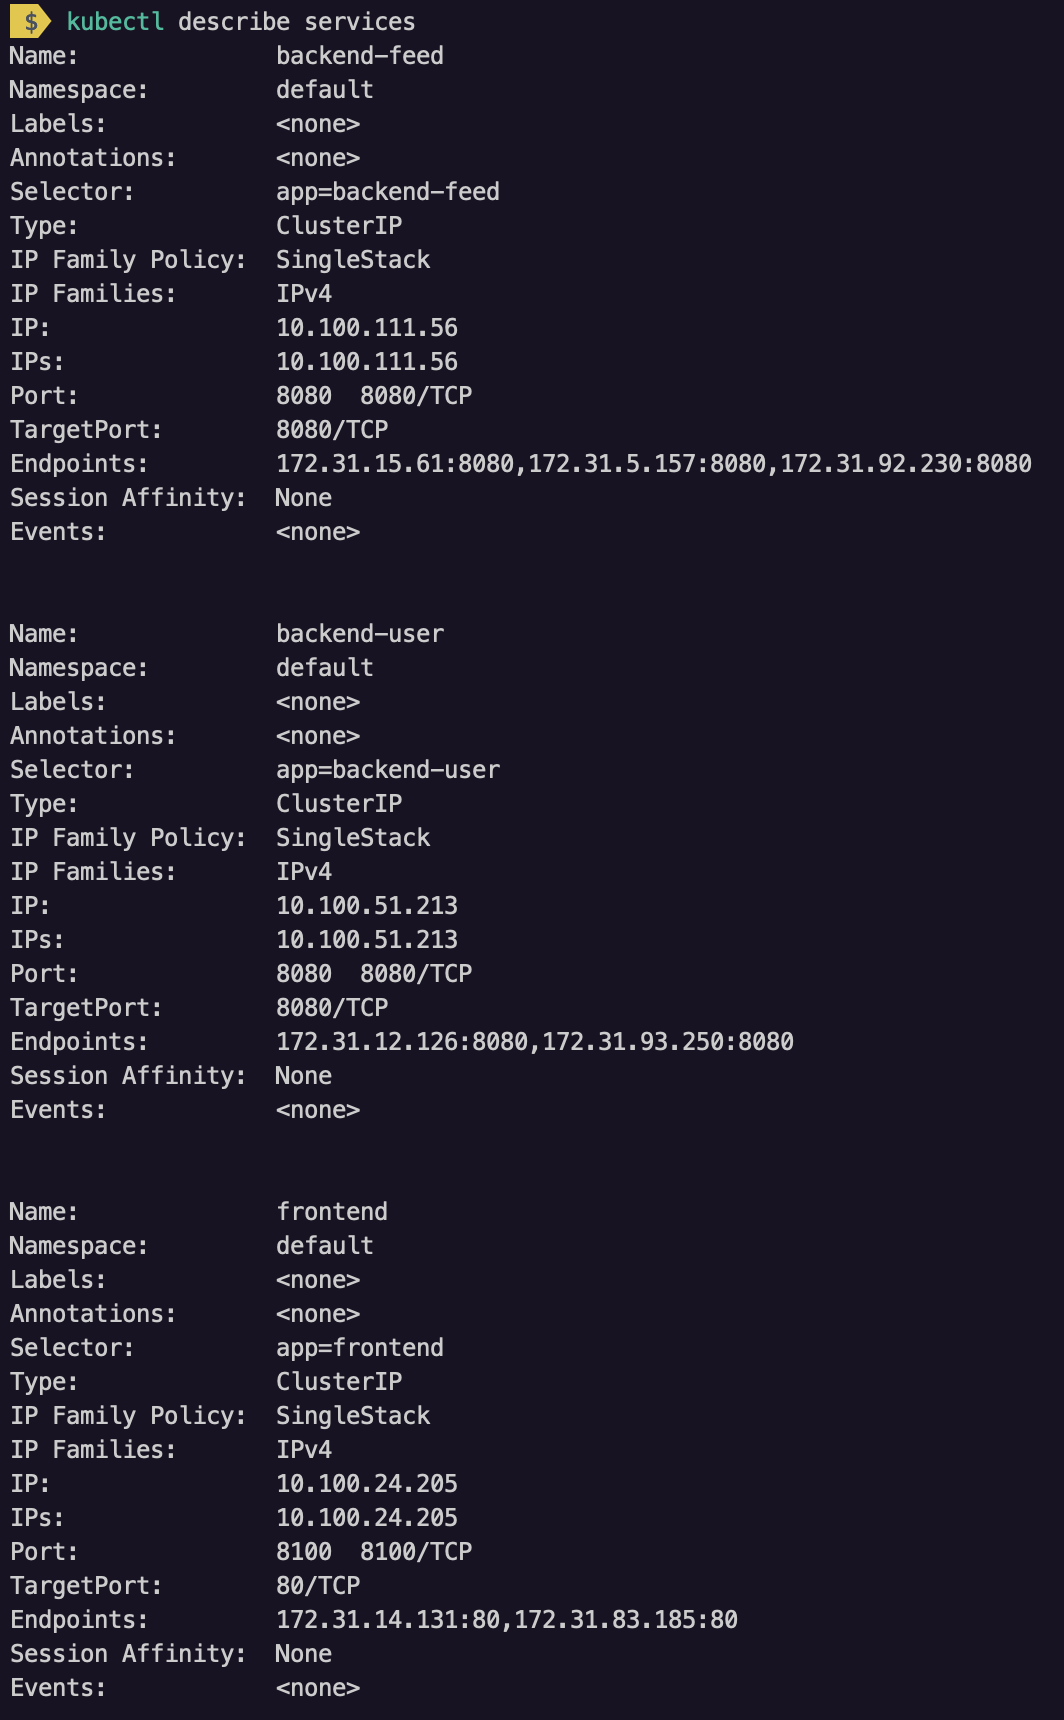 $ kubectl describe services
Name:              backend-feed
Namespace:         default
Labels:            <none>
Annotations:       <none>
Selector:          app=backend-feed
Type:              ClusterIP
IP Family Policy:  SingleStack
IP Families:       IPv4
IP:                10.100.111.56
IPs:               10.100.111.56
Port:              8080  8080/TCP
TargetPort:        8080/TCP
Endpoints:         172.31.15.61:8080,172.31.5.157:8080,172.31.92.230:8080
Session Affinity:  None
Events:            <none>

Name:              backend-user
Namespace:         default
Labels:            <none>
Annotations:       <none>
Selector:          app=backend-user
Type:              ClusterIP
IP Family Policy:  SingleStack
IP Families:       IPv4
IP:                10.100.51.213
IPs:               10.100.51.213
Port:              8080  8080/TCP
TargetPort:        8080/TCP
Endpoints:         172.31.12.126:8080,172.31.93.250:8080
Session Affinity:  None
Events:            <none>

Name:              frontend
Namespace:         default
Labels:            <none>
Annotations:       <none>
Selector:          app=frontend
Type:              ClusterIP
IP Family Policy:  SingleStack
IP Families:       IPv4
IP:                10.100.24.205
IPs:               10.100.24.205
Port:              8100  8100/TCP
TargetPort:        80/TCP
Endpoints:         172.31.14.131:80,172.31.83.185:80
Session Affinity:  None
Events:            <none>